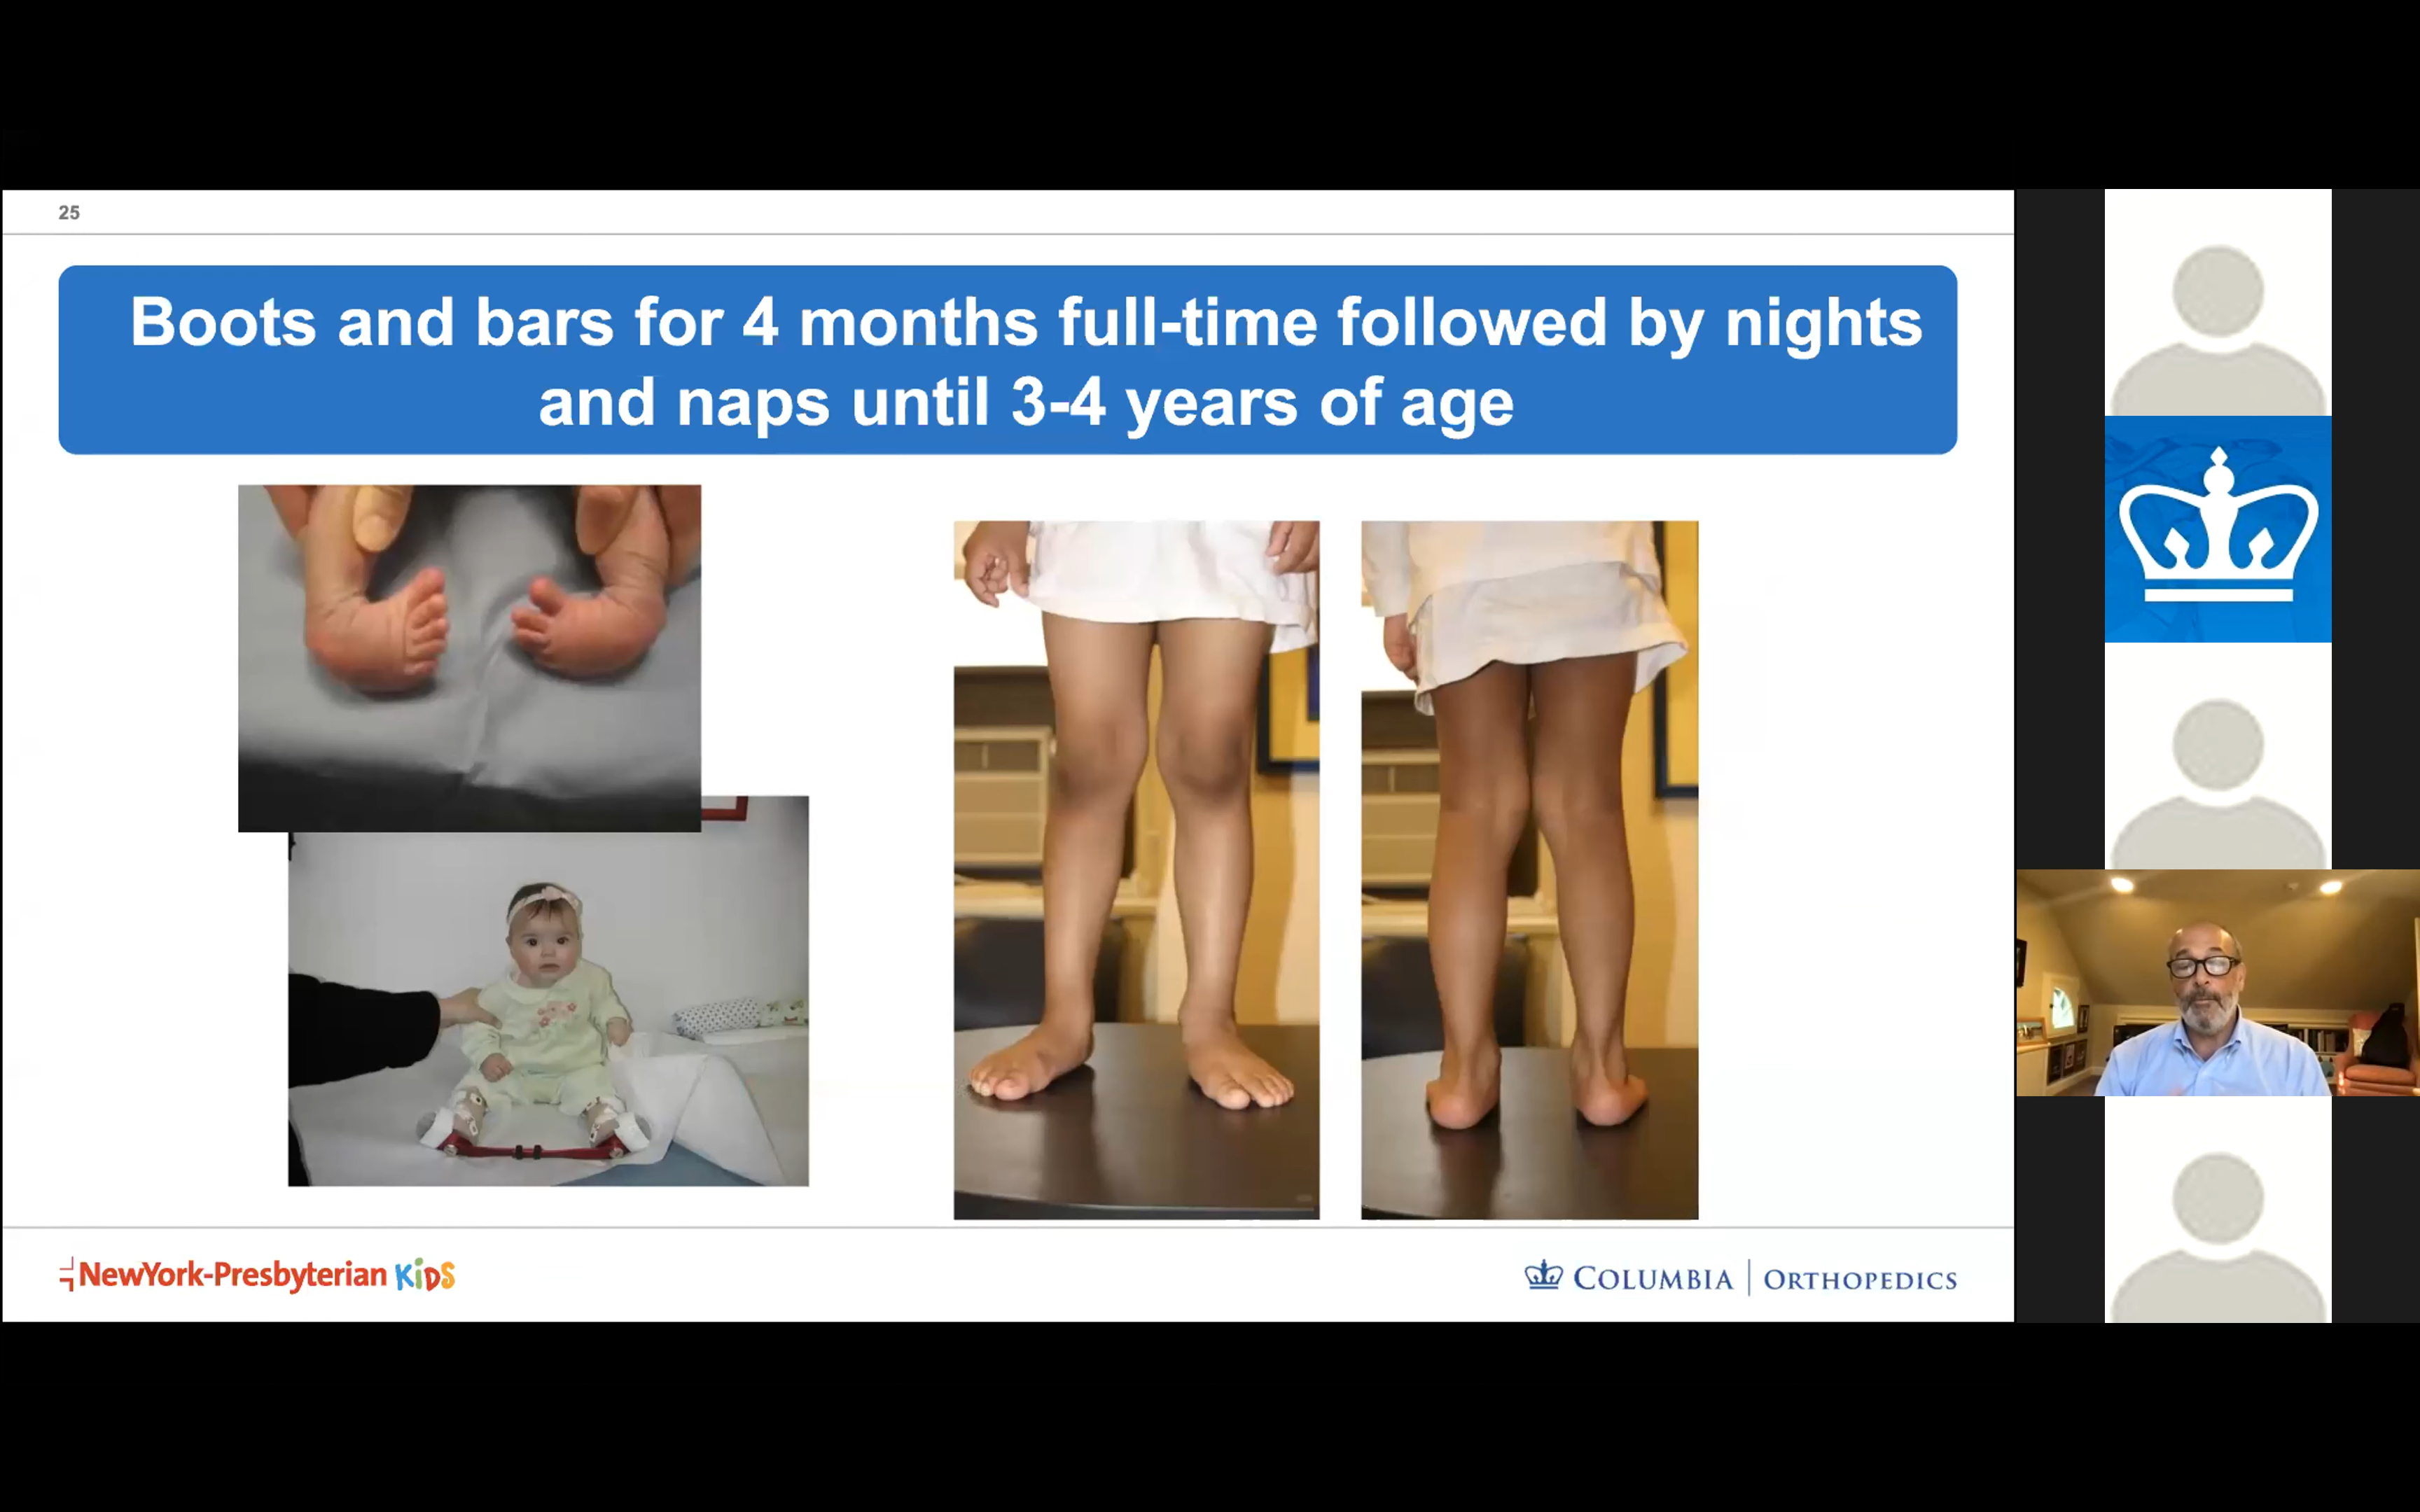 25
Boots and bars for 4 months full-time followed by nights
and naps until 3-4 years of age
NewYork-Presbyterian KiDS
COLUMBIA | ORTHOPEDICS